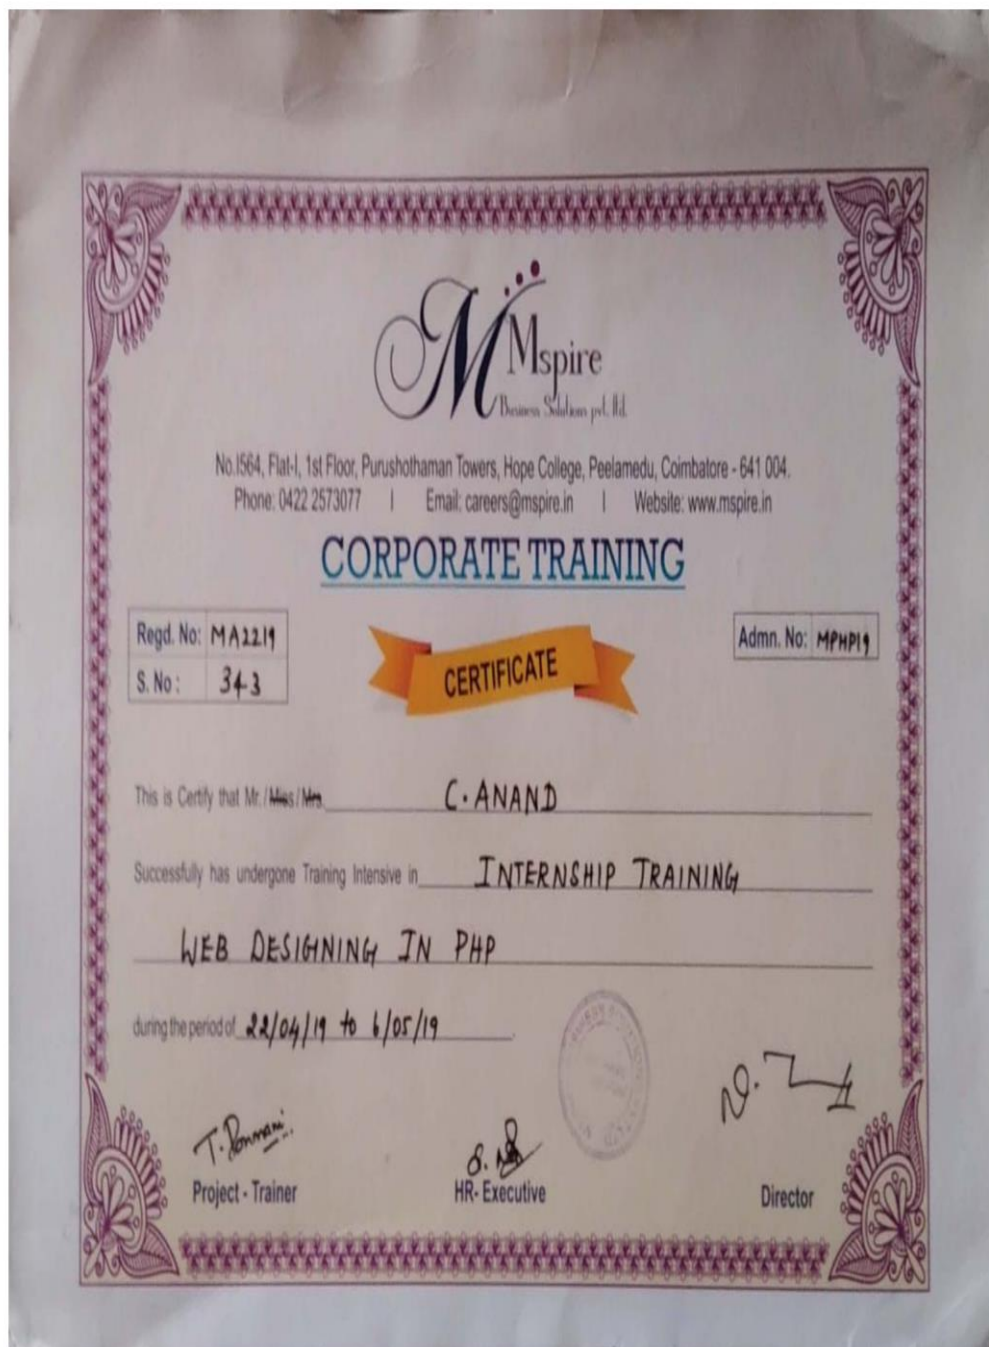 M
Mspire
Business Solutions pvt. ltd.
No.I564, Flat-I, 1st Floor, Purushothaman Towers, Hope College, Peelamedu, Coimbatore - 641 004.
Phone: 0422 2573077 | Email: careers@mspire.in | Website: www.mspire.in
CORPORATE TRAINING
Regd. No: MA2219
Admn. No: MPHP19
S. No: 343
CERTIFICATE
This is Certify that Mr./Miss/Mrs. C. ANAND
Successfully has undergone Training Intensive in INTERNSHIP TRAINING
WEB DESIGNING IN PHP
during the period of 22/04/19 to 6/05/19
Project - Trainer
HR- Executive
Director